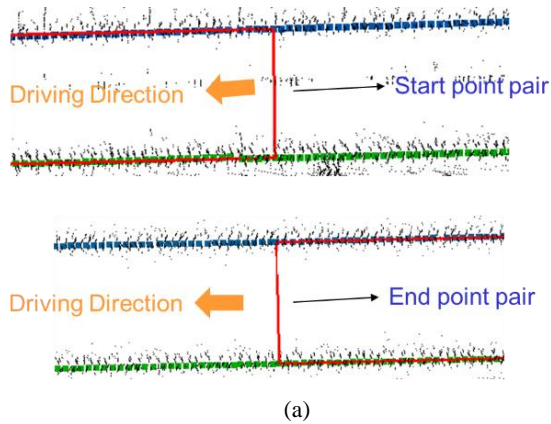 Driving Direction
Start point pair
Driving Direction
End point pair
(a)